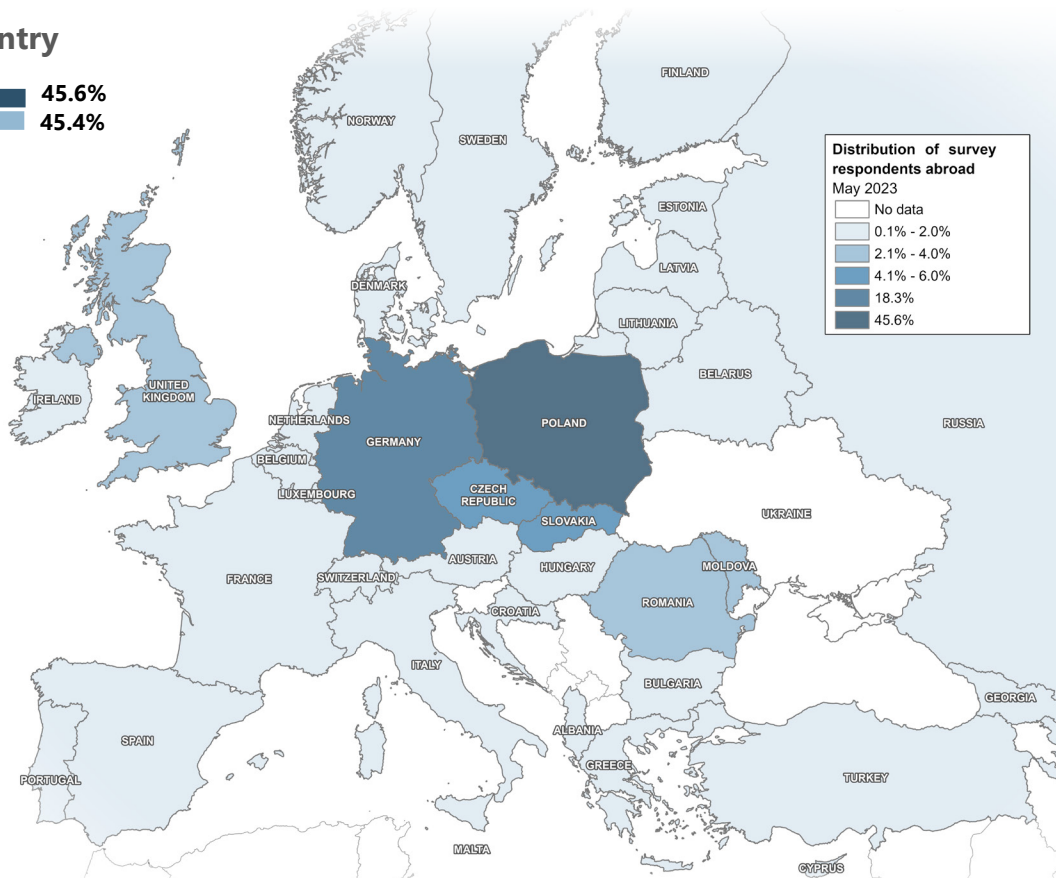 ntry
45.6%
45.4%
Distribution of survey
respondents abroad
May 2023
No data
0.1% - 2.0%
2.1% - 4.0%
4.1% - 6.0%
18.3%
45.6%
FINLAND
NORWAY
SWEDEN
ESTONIA
LATVIA
DENMARK
LITHUANIA
BELARUS
UNITED
KINGDOM
IRELAND
NETHERLANDS
RUSSIA
POLAND
GERMANY
BELGIUM
CZECH
REPUBLIC
LUXEMBOURG
UKRAINE
SLOVAKIA
AUSTRIA
HUNGARY
MOLDOVA
FRANCE
SWITZERLAND
ROMANIA
CROATIA
ITALY
BULGARIA
GEORGIA
ALBANIA
SPAIN
GREECE
PORTUGAL
TURKEY
MALTA
CYPRUS